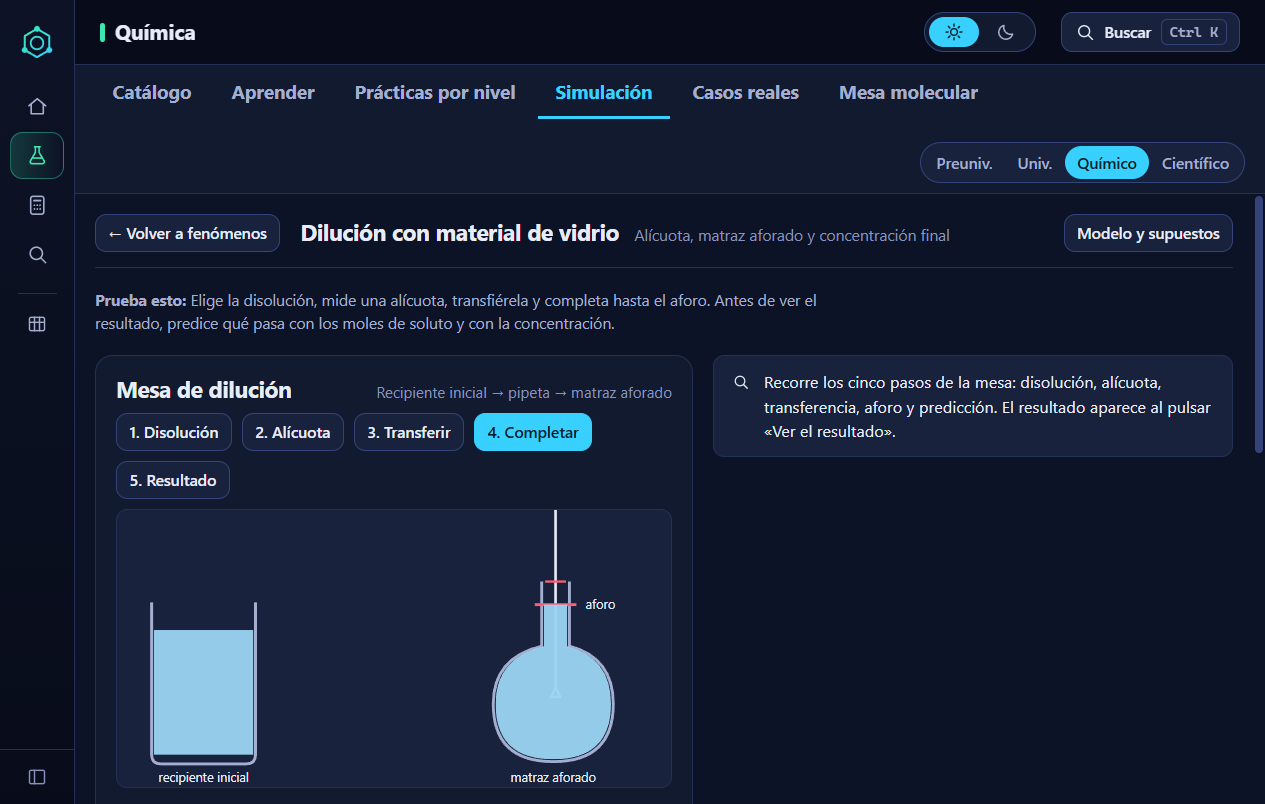 Química
Buscar Ctrl K
Catálogo Aprender Prácticas por nivel Simulación Casos reales Mesa molecular
Preuniv. Univ. Químico Científico
← Volver a fenómenos Dilución con material de vidrio Alícuota, matraz aforado y concentración final Modelo y supuestos
Prueba esto: Elige la disolución, mide una alícuota, transfiérela y completa hasta el aforo. Antes de ver el
resultado, predice qué pasa con los moles de soluto y con la concentración.
Mesa de dilución Recipiente inicial → pipeta → matraz aforado
1. Disolución 2. Alícuota 3. Transferir 4. Completar
5. Resultado
aforo
recipiente inicial matraz aforado
Recorre los cinco pasos de la mesa: disolución, alícuota,
transferencia, aforo y predicción. El resultado aparece al pulsar
«Ver el resultado».